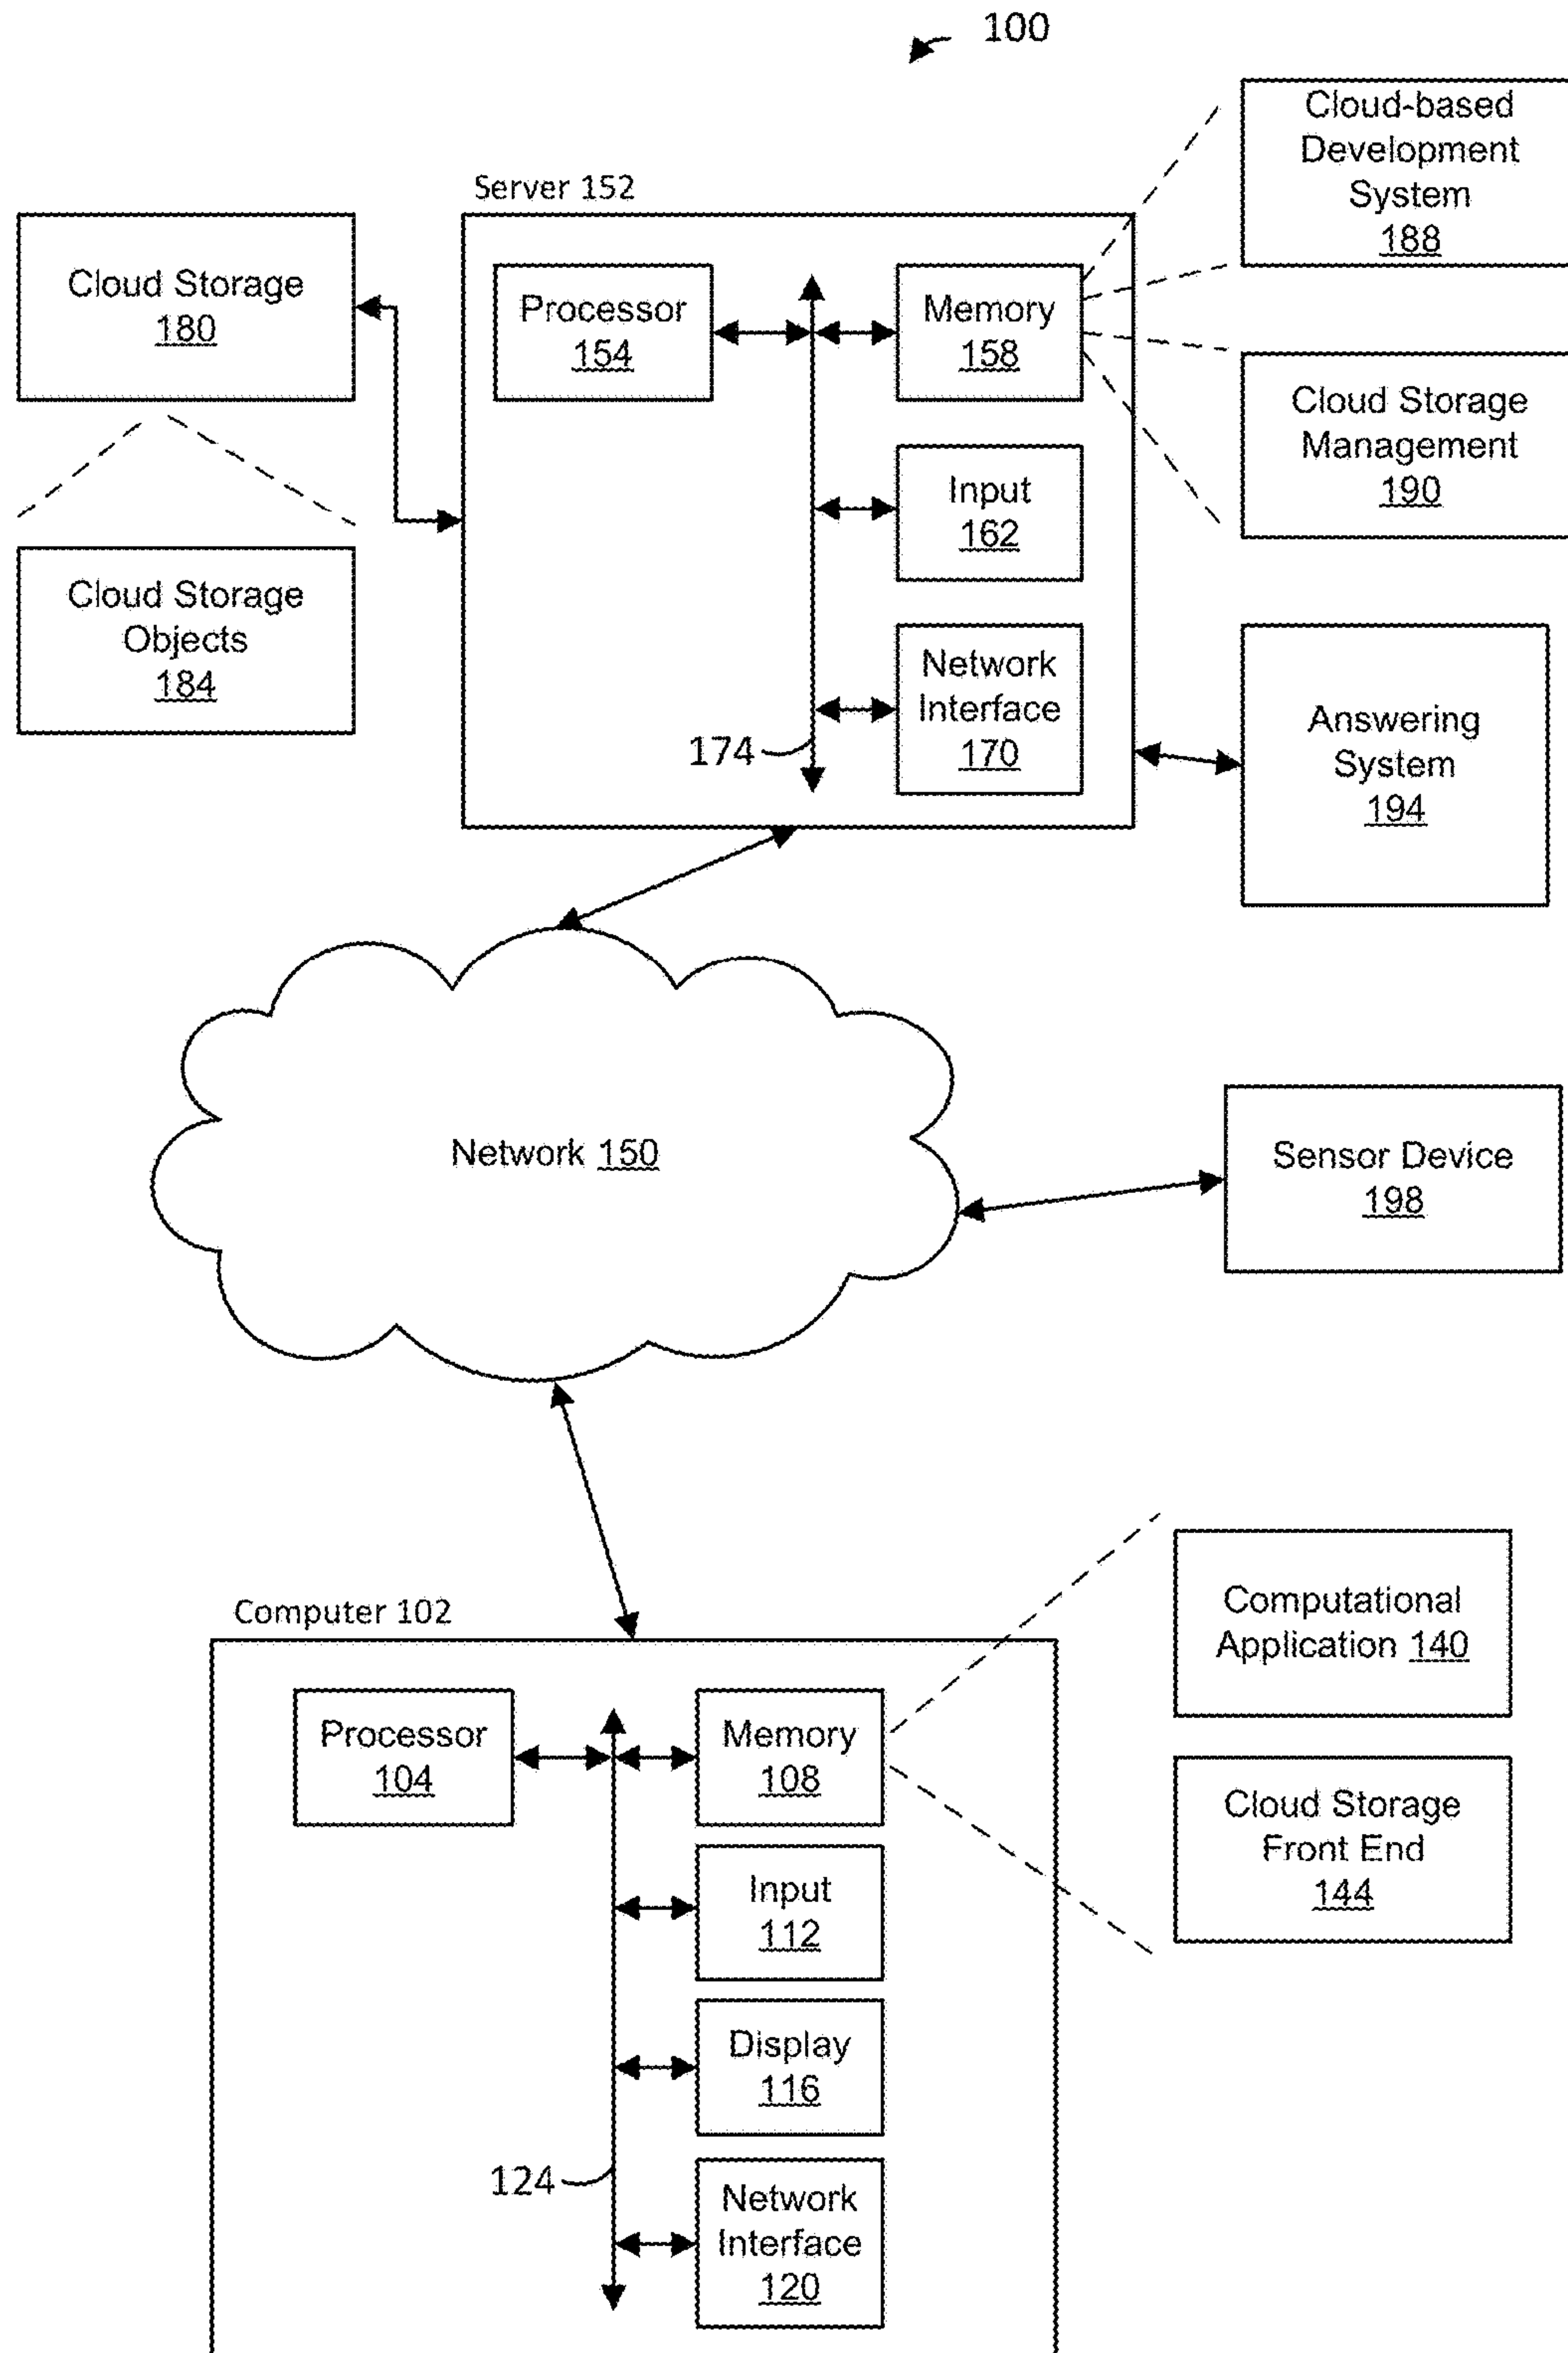 100
Cloud-based
Development
System
188
Server 152
Cloud Storage
180
Processor
154
Memory
158
Cloud Storage
Management
190
Input
162
Cloud Storage
Objects
184
Network
Interface
170
174
Answering
System
194
Network 150
Sensor Device
198
Computer 102
Computational
Application 140
Processor
104
Memory
108
Cloud Storage
Front End
144
Input
112
Display
116
124
Network
Interface
120